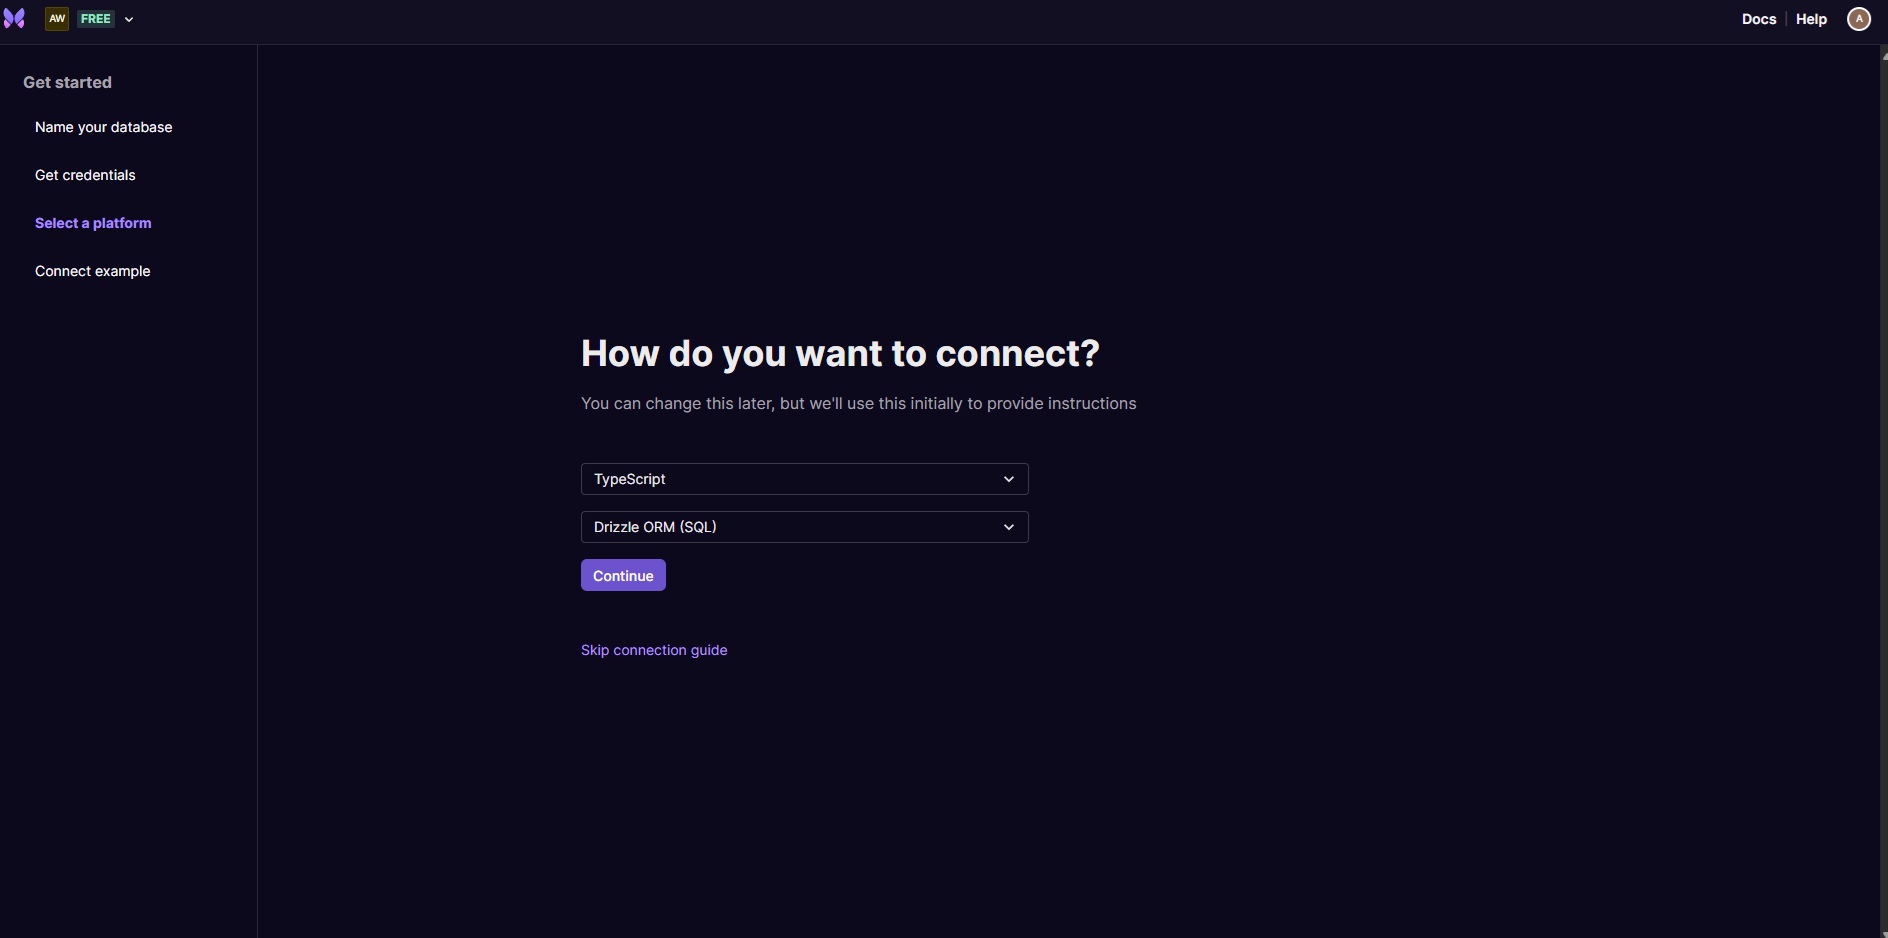 AW FREE
Docs | Help A
Get started
Name your database
Get credentials
Select a platform
Connect example
How do you want to connect?
You can change this later, but we'll use this initially to provide instructions
TypeScript
Drizzle ORM (SQL)
Continue
Skip connection guide